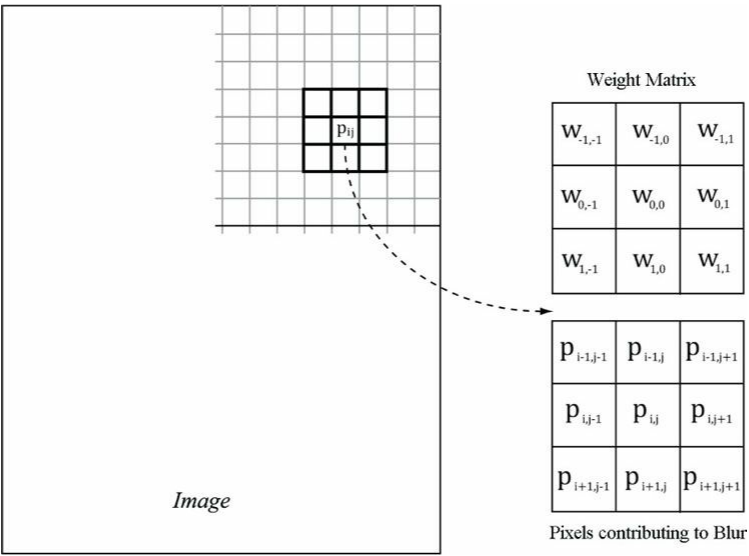 p_ij
Image
Weight Matrix
w_-1,-1 w_-1,0 w_-1,1
w_0,-1 w_0,0 w_0,1
w_1,-1 w_1,0 w_1,1
p_i-1,j-1 p_i-1,j p_i-1,j+1
p_i,j-1 p_i,j p_i,j+1
p_i+1,j-1 p_i+1,j p_i+1,j+1
Pixels contributing to Blur